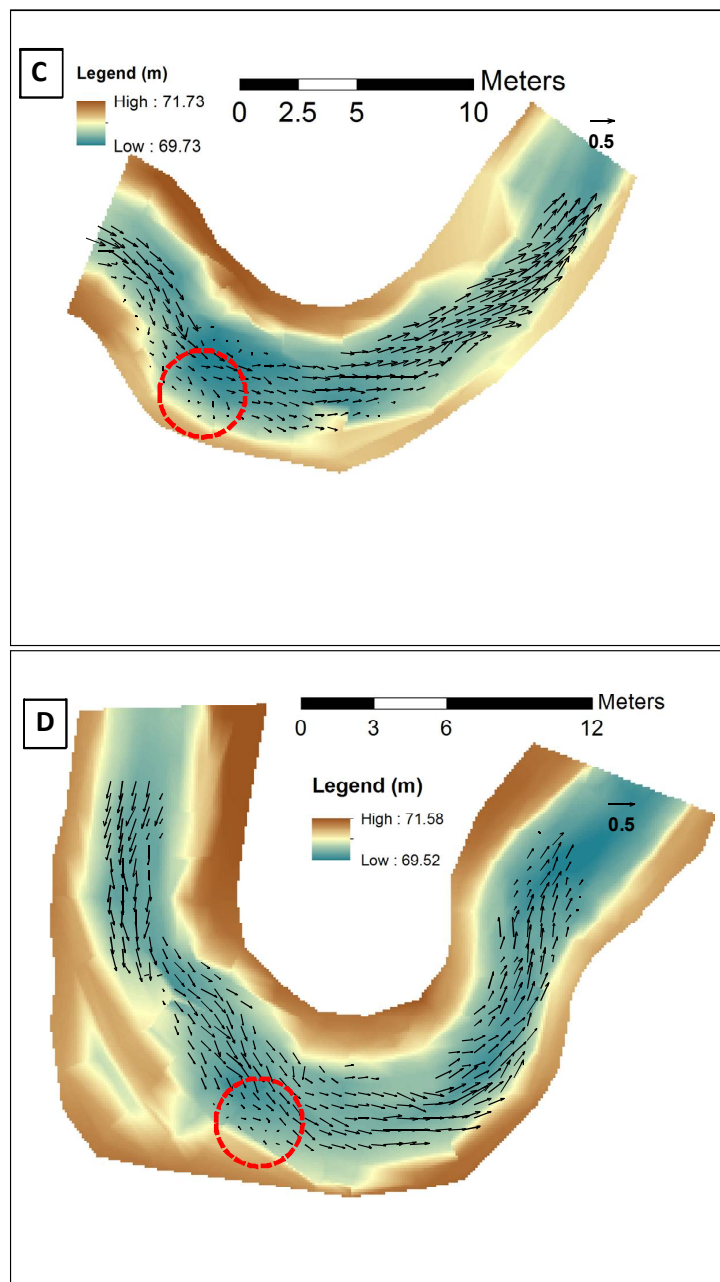 C
Legend (m)
High : 71.73
Low : 69.73
Meters
0 2.5 5 10
0.5
D
Meters
0 3 6 12
Legend (m)
High : 71.58
Low : 69.52
0.5